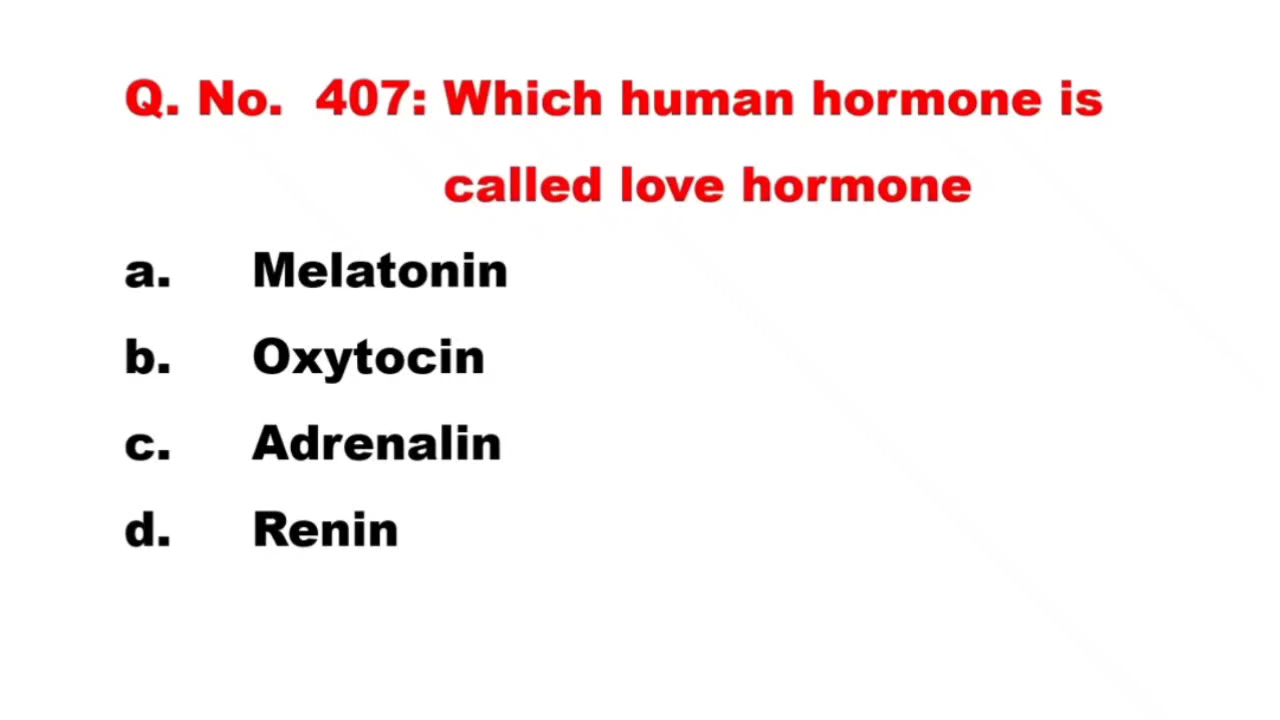 Q. No. 407: Which human hormone is
called love hormone
a. Melatonin
b. Oxytocin
c. Adrenalin
d. Renin